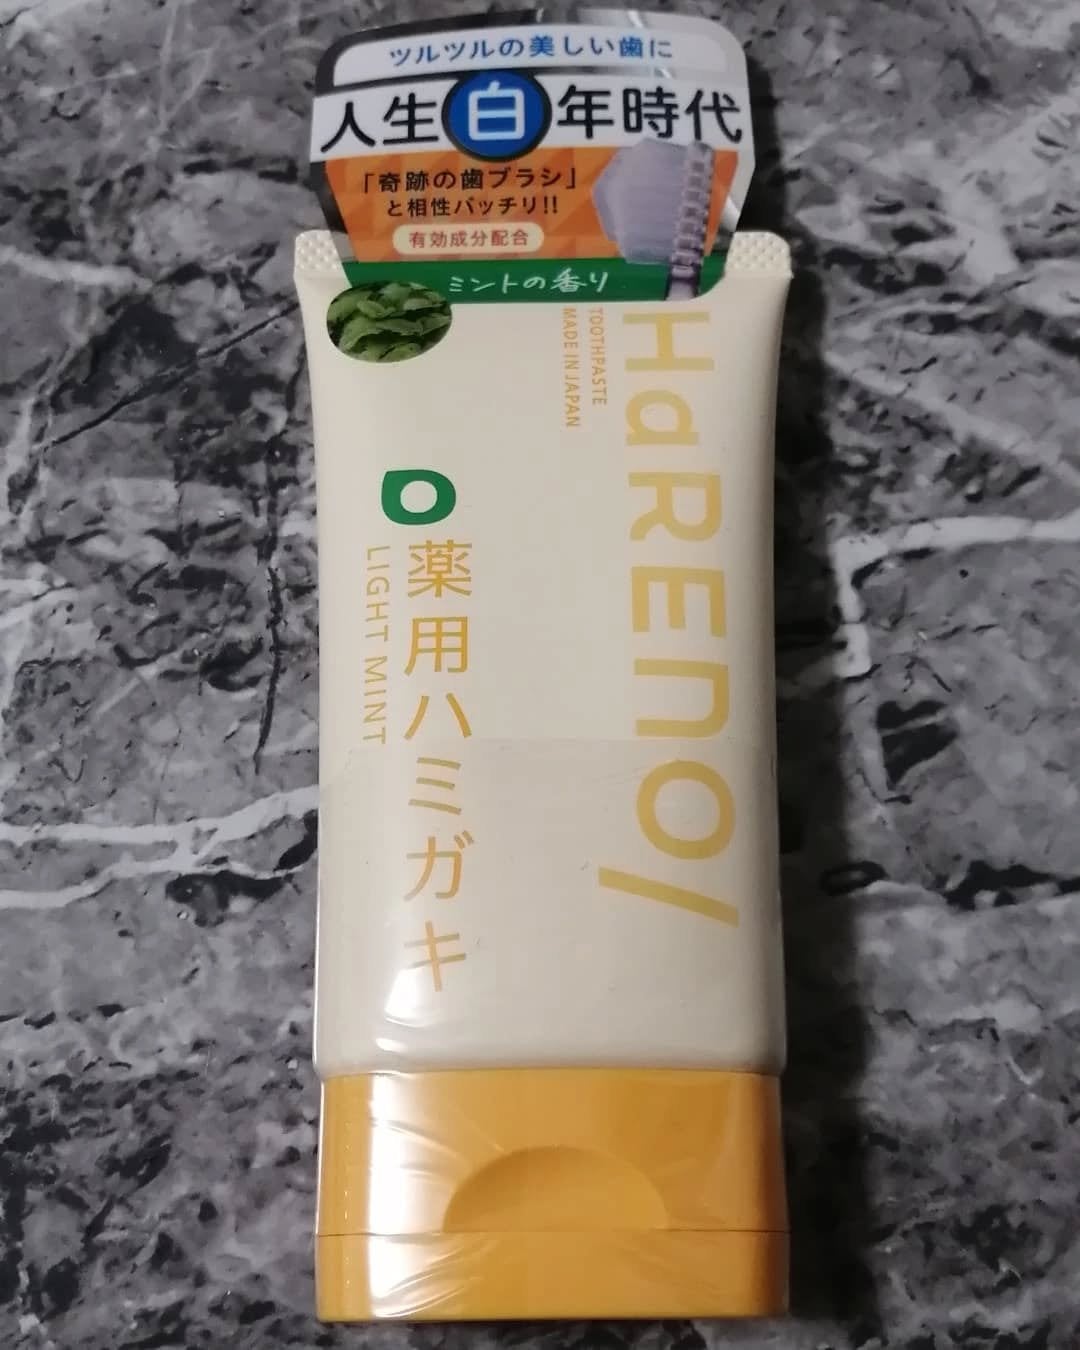 ツルツルの美しい歯に
人生白年時代
「奇跡の歯ブラシ」
と相性バッチリ!!
有効成分配合
ミントの香り
HaREnO/
TOOTHPASTE
MADE IN JAPAN
薬用ハミガキ
LIGHT MINT